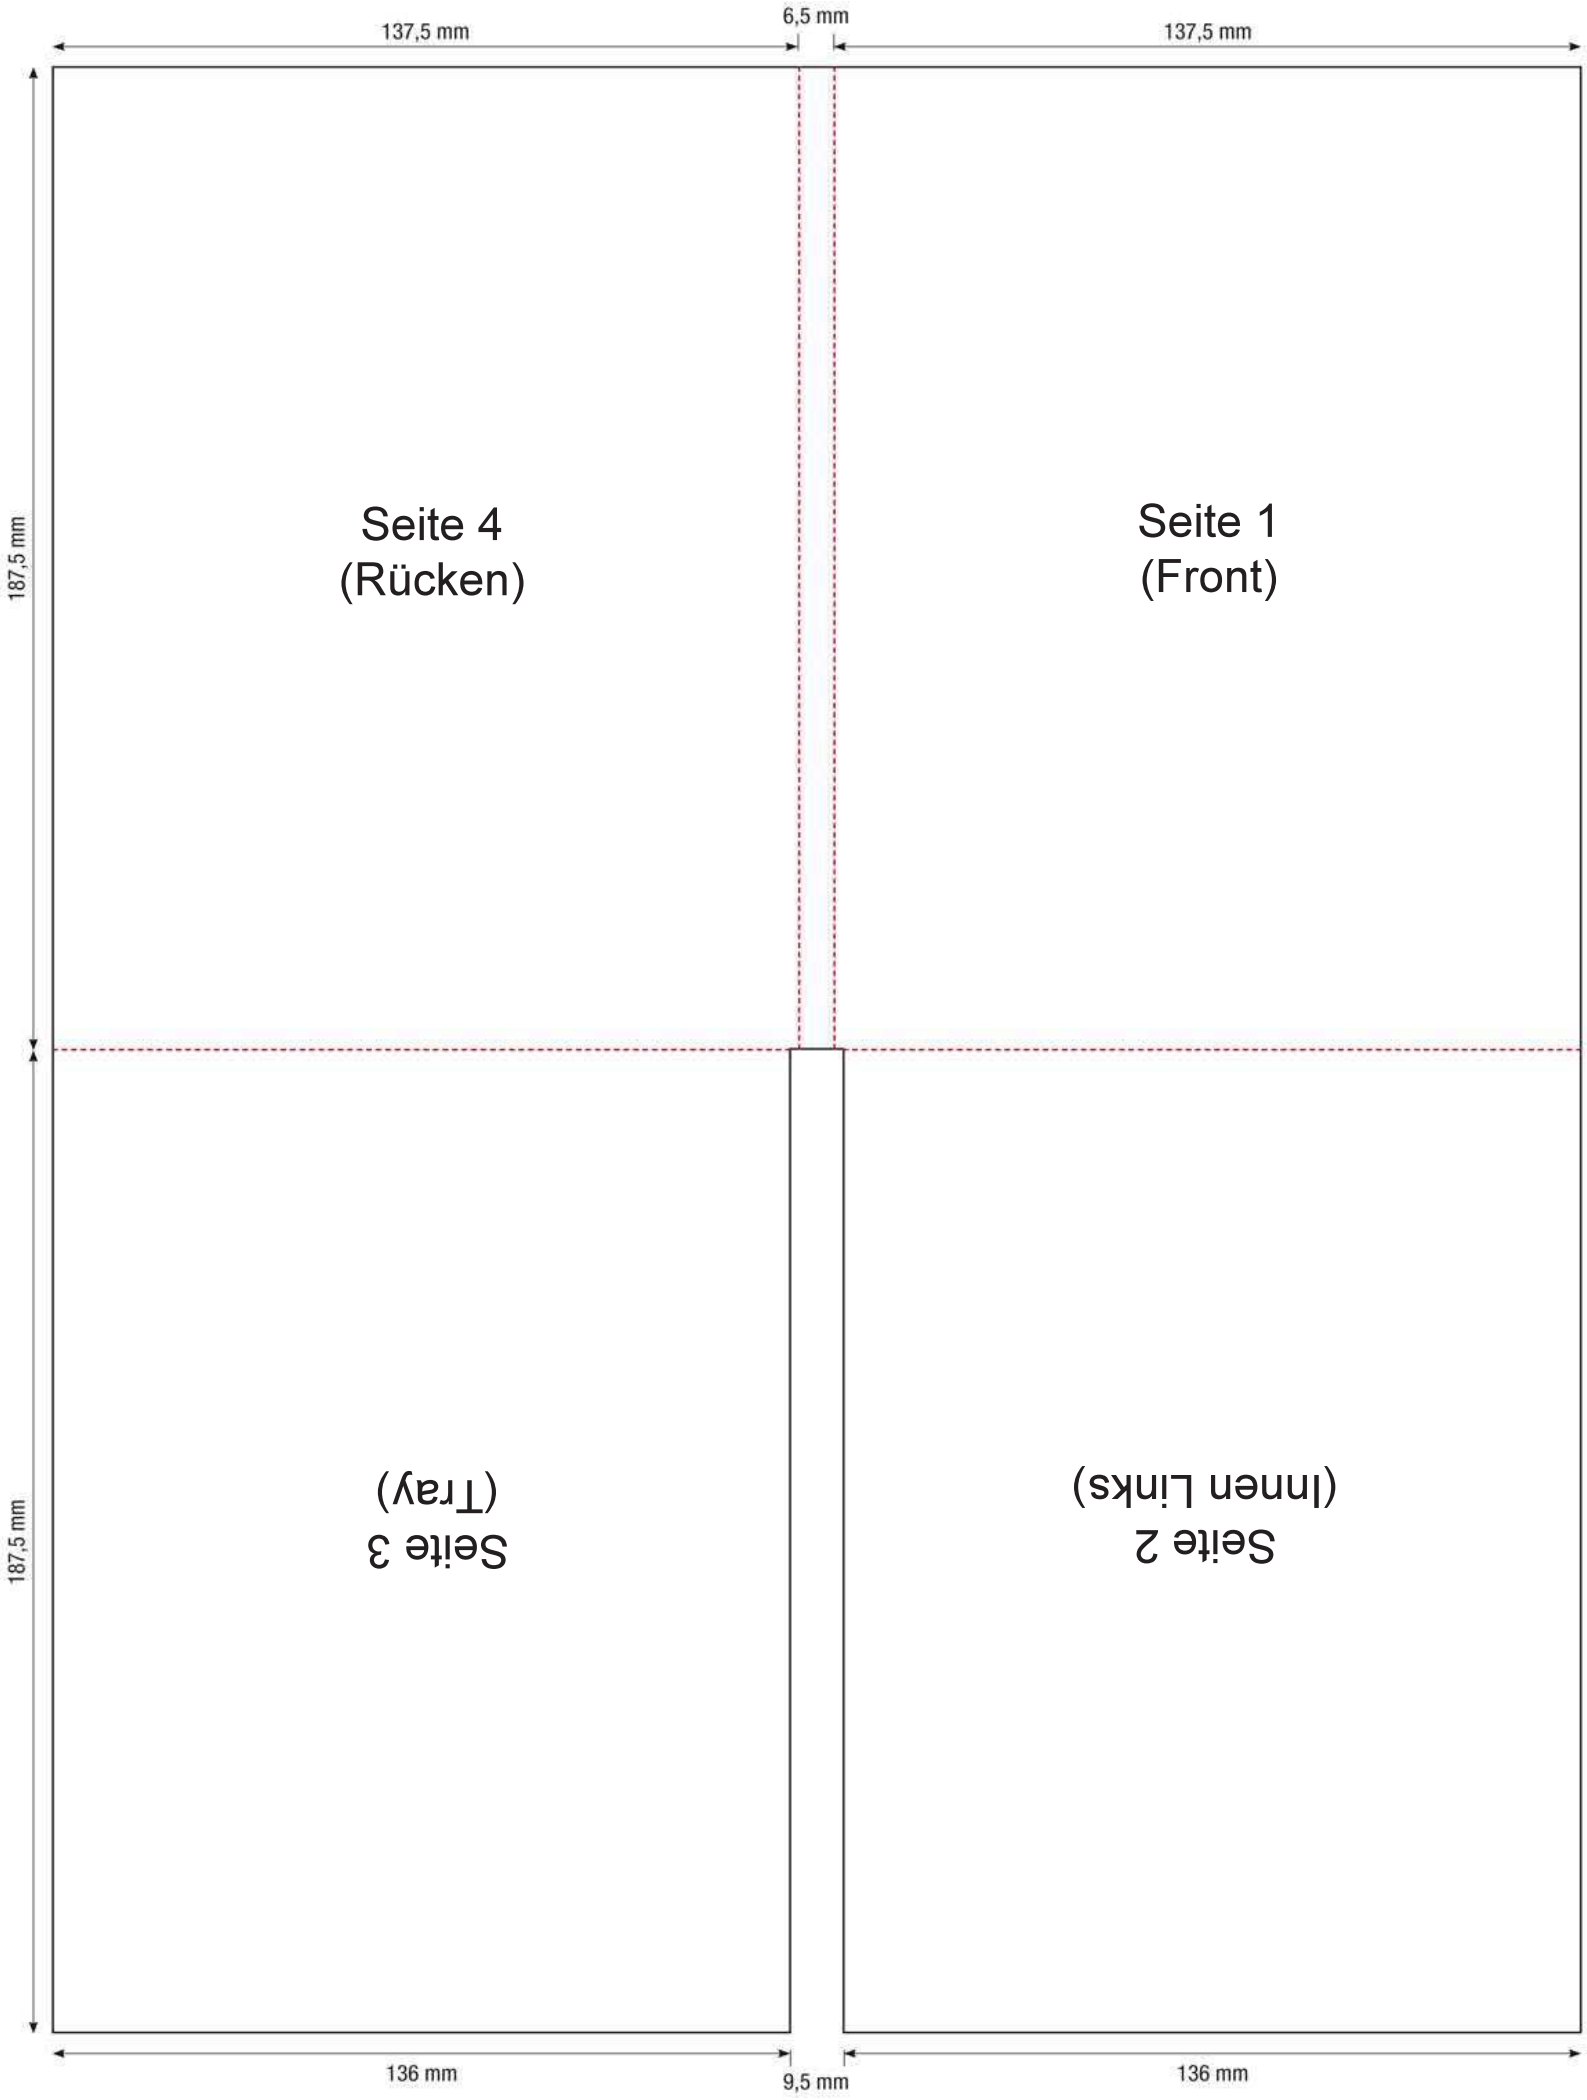 6,5 mm
137,5 mm
137,5 mm
187,5 mm
Seite 4
(Rücken)
Seite 1
(Front)
187,5 mm
Seite 3
(Tray)
Seite 2
(Innen Links)
136 mm
9,5 mm
136 mm